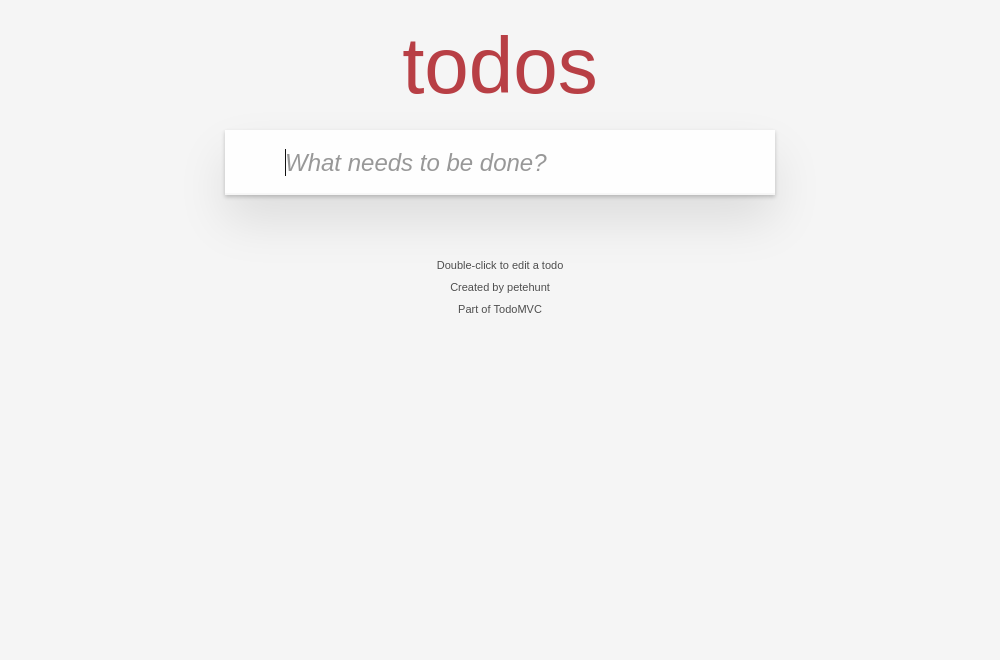 todos
What needs to be done?
Double-click to edit a todo
Created by petehunt
Part of TodoMVC